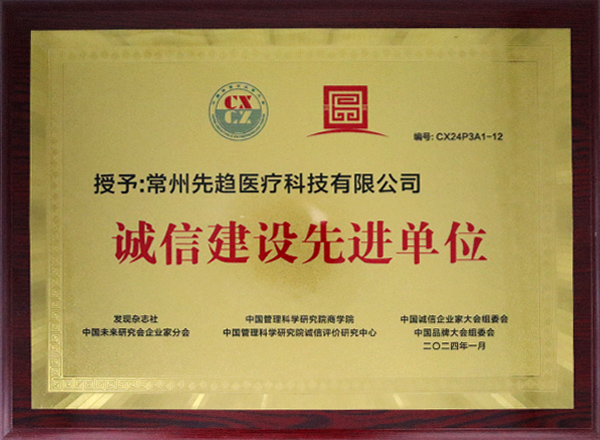 CX
CZ
编号: CX24P3A1-12
授予:常州先趋医疗科技有限公司
诚信建设先进单位
发现杂志社
中国未来研究会企业家分会
中国管理科学研究院商学院
中国管理科学研究院诚信评价研究中心
中国诚信企业家大会组委会
中国品牌大会组委会
二〇二四年一月